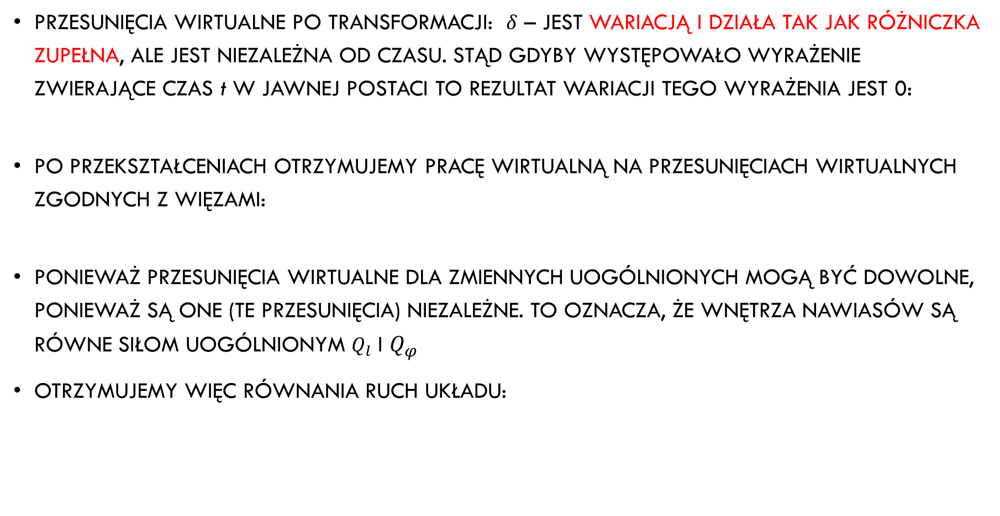 • PRZESUNIĘCIA WIRTUALNE PO TRANSFORMACJI: δ – JEST WARIACJĄ I DZIAŁA TAK JAK RÓŻNICZKA
ZUPEŁNA, ALE JEST NIEZALEŻNA OD CZASU. STĄD GDYBY WYSTĘPOWAŁO WYRAŻENIE
ZWIERAJĄCE CZAS t W JAWNEJ POSTACI TO REZULTAT WARIACJI TEGO WYRAŻENIA JEST 0:
• PO PRZEKSZTAŁCENIACH OTRZYMUJEMY PRACĘ WIRTUALNĄ NA PRZESUNIĘCIACH WIRTUALNYCH
ZGODNYCH Z WIĘZAMI:
• PONIEWAŻ PRZESUNIĘCIA WIRTUALNE DLA ZMIENNYCH UOGÓLNIONYCH MOGĄ BYĆ DOWOLNE,
PONIEWAŻ SĄ ONE (TE PRZESUNIĘCIA) NIEZALEŻNE. TO OZNACZA, ŻE WNĘTRZA NAWIASÓW SĄ
RÓWNE SIŁOM UOGÓLNIONYM Q_l I Q_φ
• OTRZYMUJEMY WIĘC RÓWNANIA RUCH UKŁADU: